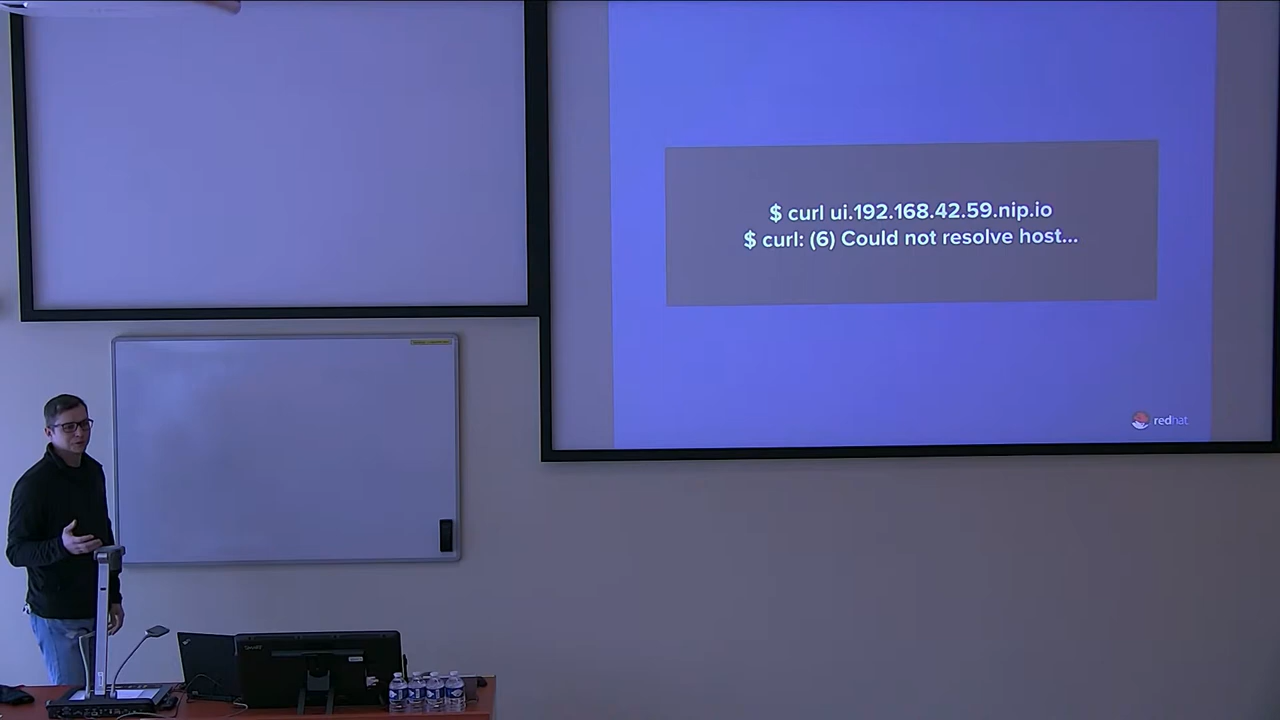 $ curl ui.192.168.42.59.nip.io
$ curl: (6) Could not resolve host...
redhat